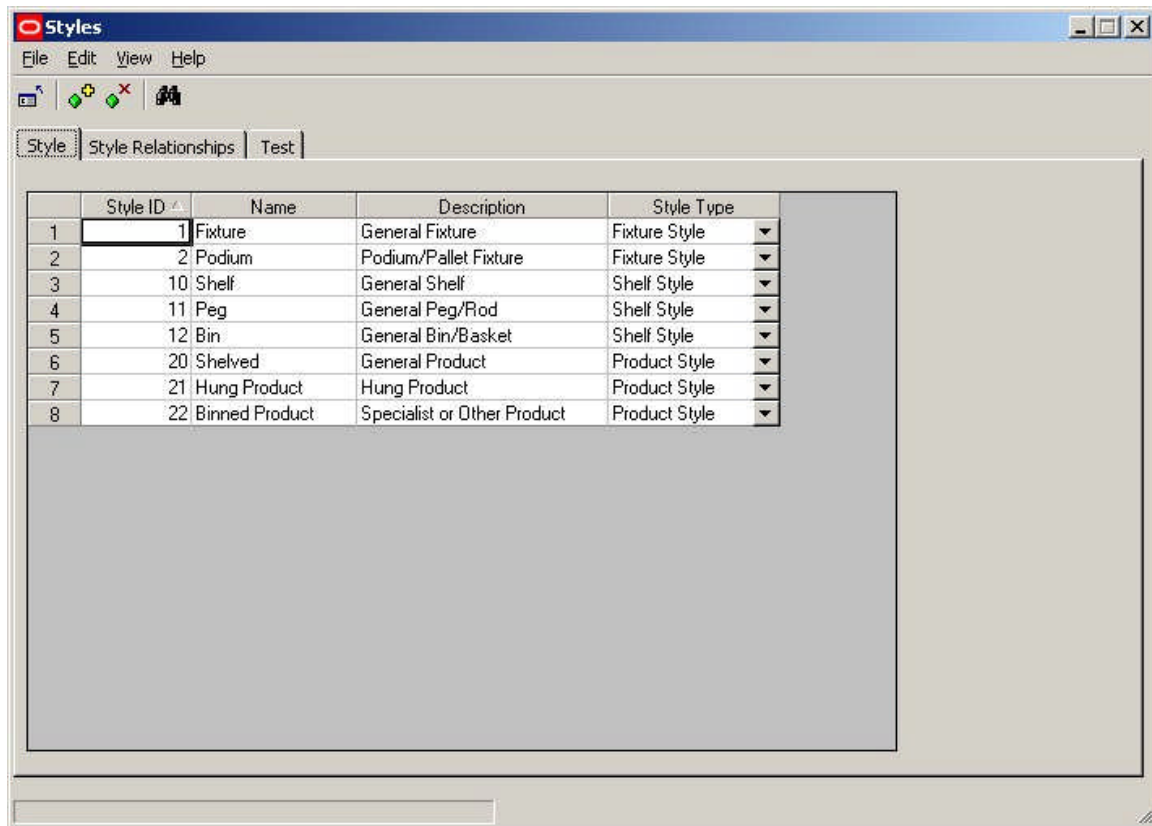 Styles
File Edit View Help
Style Style Relationships Test
Style ID Name Description Style Type
1 1 Fixture General Fixture Fixture Style
2 2 Podium Podium/Pallet Fixture Fixture Style
3 10 Shelf General Shelf Shelf Style
4 11 Peg General Peg/Rod Shelf Style
5 12 Bin General Bin/Basket Shelf Style
6 20 Shelved General Product Product Style
7 21 Hung Product Hung Product Product Style
8 22 Binned Product Specialist or Other Product Product Style